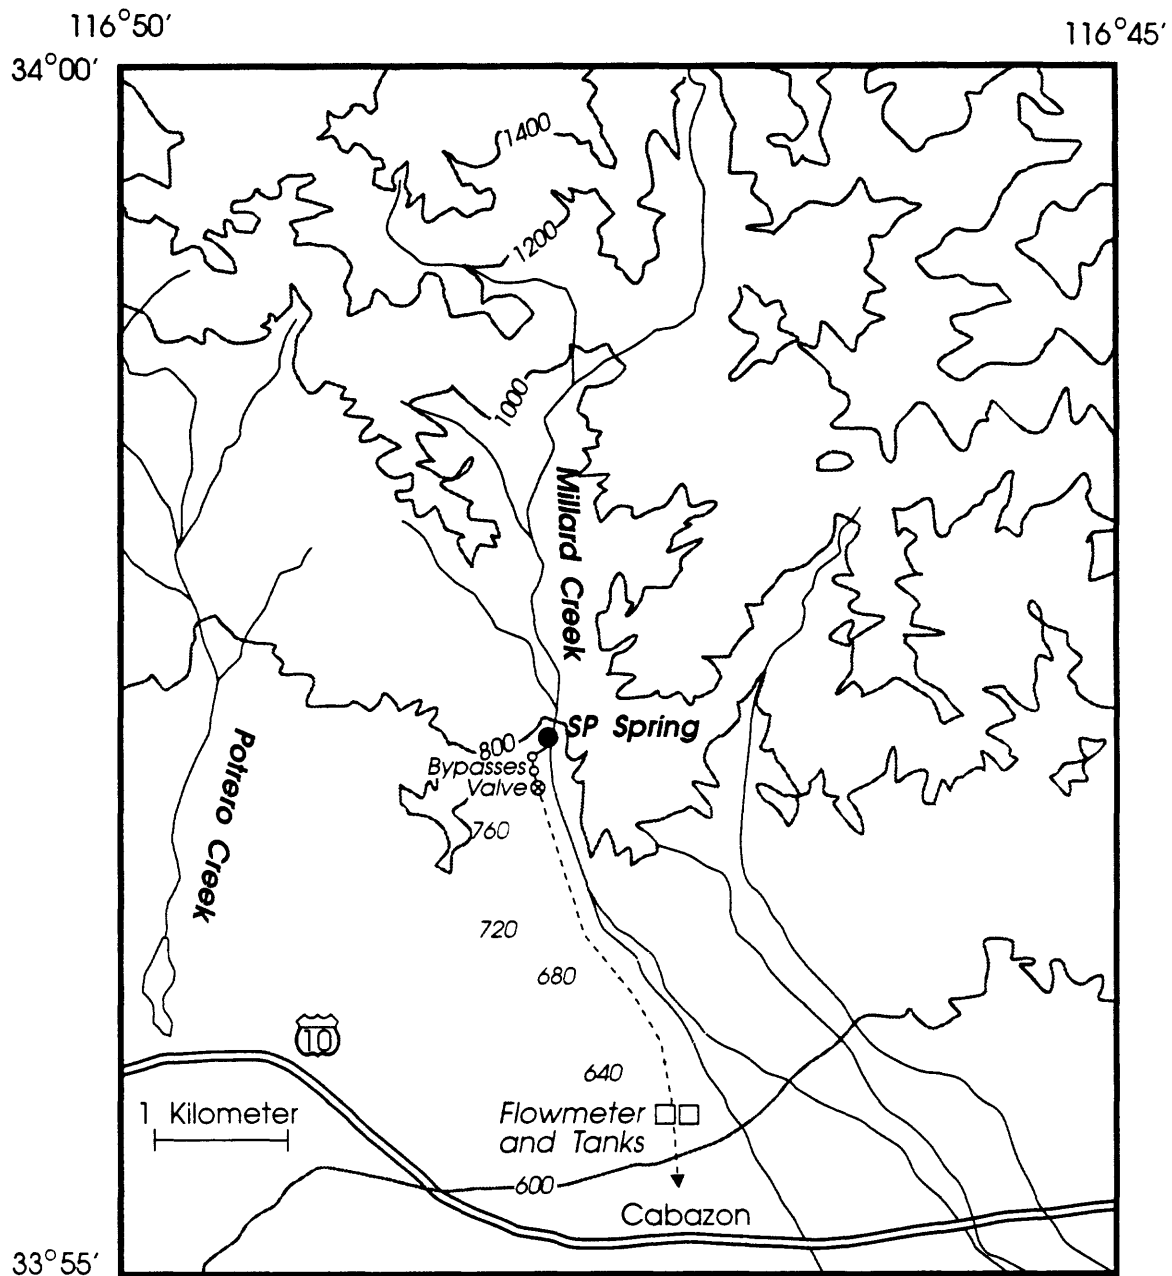 116°50'
116°45'
34°00'
1400
1200
1000
Millard Creek
SP Spring
800
Bypasses
Valve
Potrero Creek
760
720
680
10
640
1 Kilometer
Flowmeter
and Tanks
600
Cabazon
33°55'